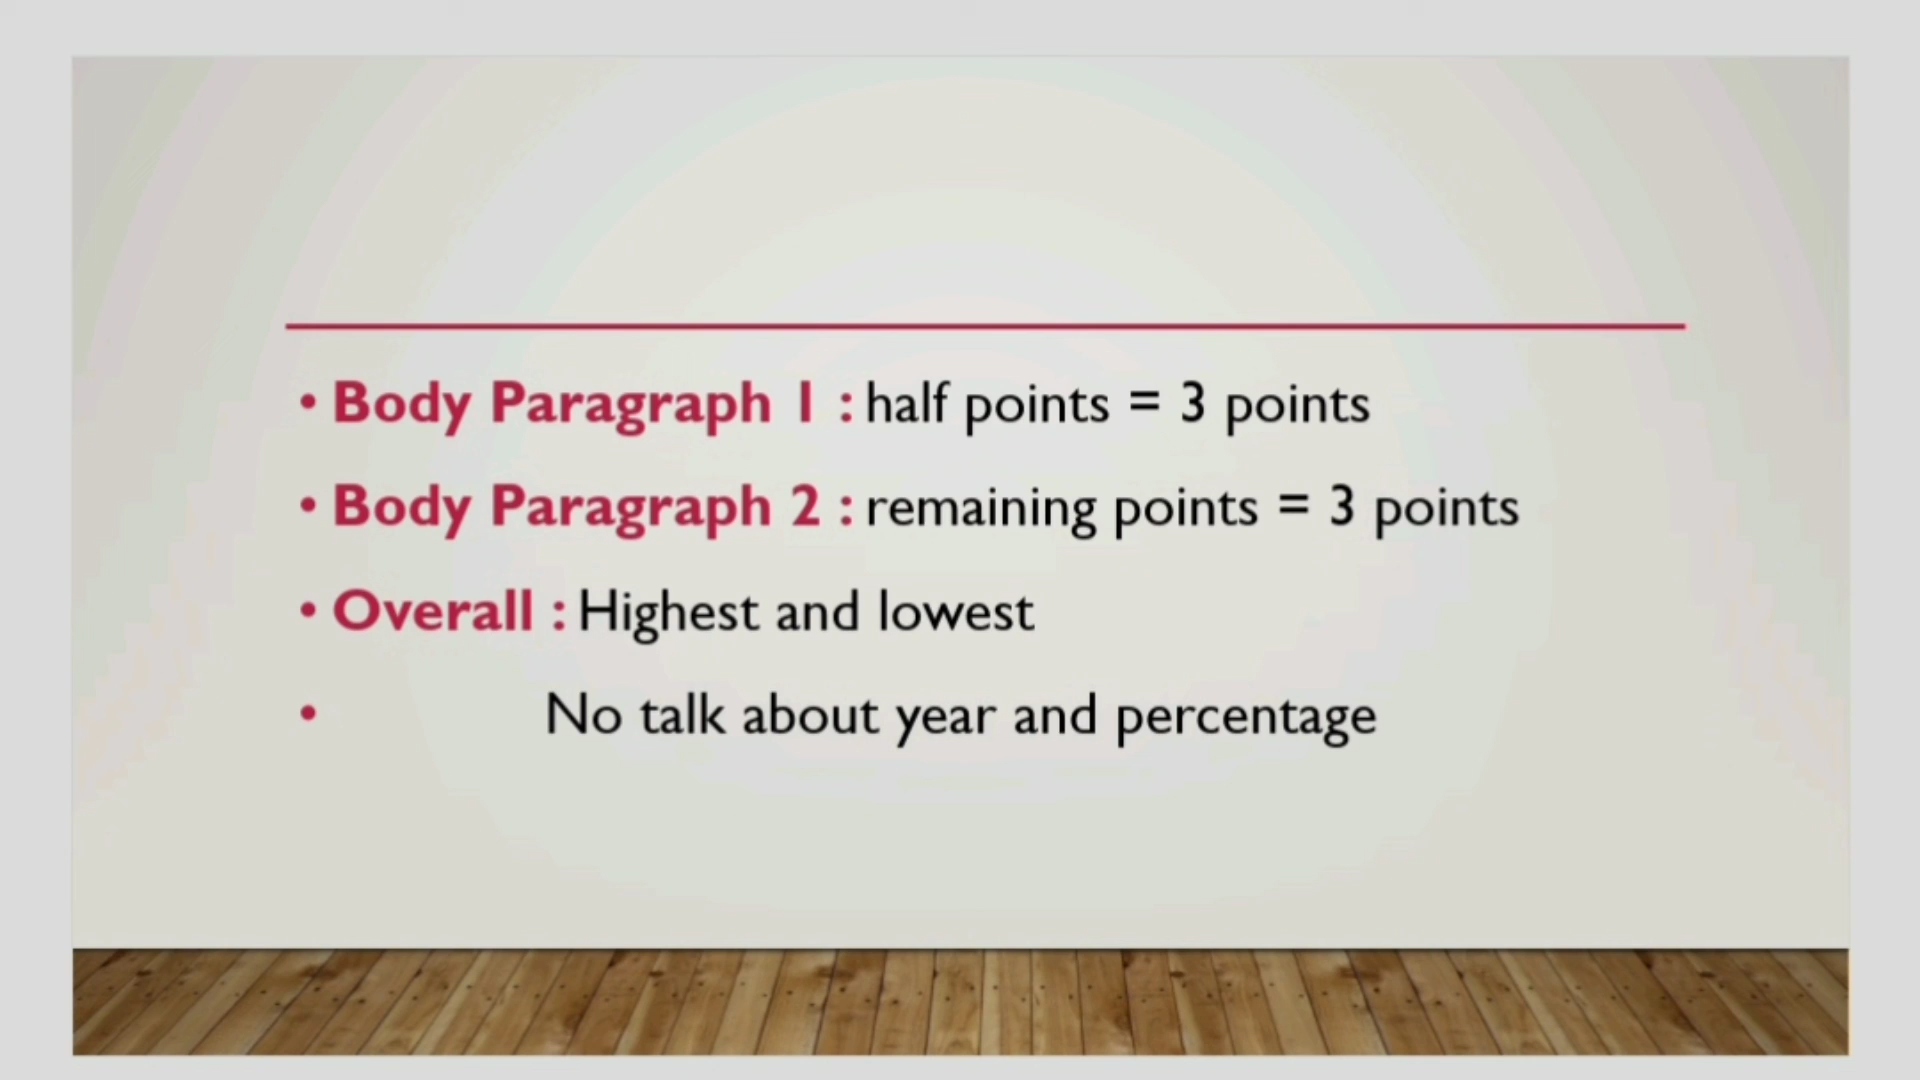 • Body Paragraph 1 : half points = 3 points
• Body Paragraph 2 : remaining points = 3 points
• Overall : Highest and lowest
• No talk about year and percentage